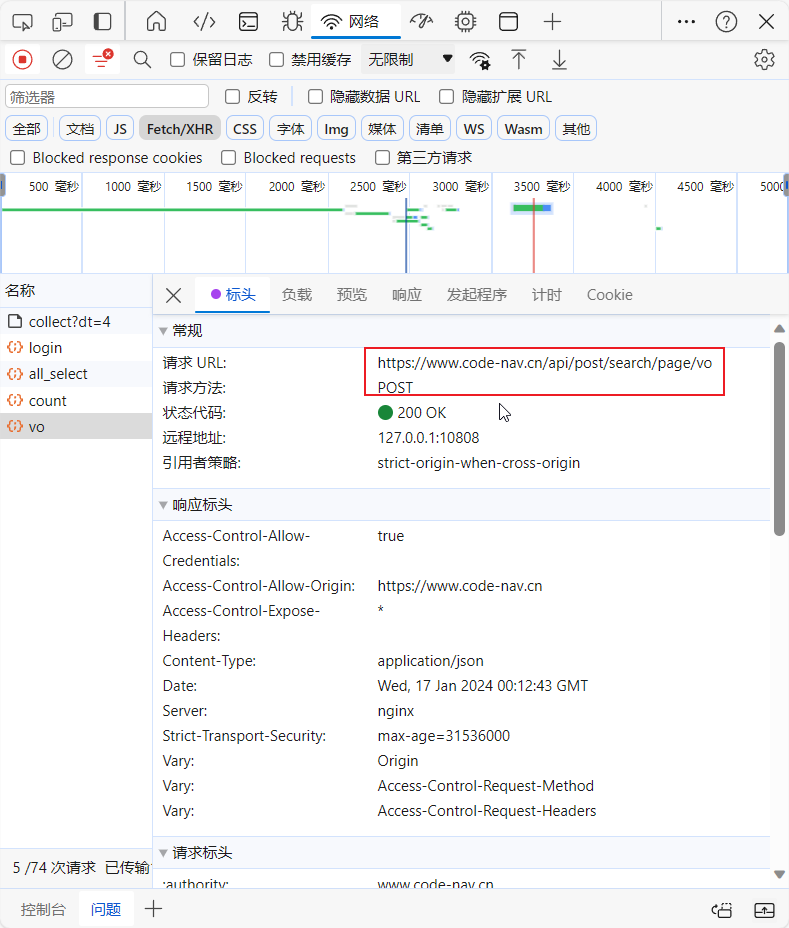 网络
保留日志
禁用缓存
无限制
筛选器
反转
隐藏数据 URL
隐藏扩展 URL
全部
文档
JS
Fetch/XHR
CSS
字体
Img
媒体
清单
WS
Wasm
其他
Blocked response cookies
Blocked requests
第三方请求
500 毫秒
1000 毫秒
1500 毫秒
2000 毫秒
2500 毫秒
3000 毫秒
3500 毫秒
4000 毫秒
4500 毫秒
5000
名称
collect?dt=4
login
all_select
count
vo
标头
负载
预览
响应
发起程序
计时
Cookie
常规
请求 URL:
https://www.code-nav.cn/api/post/search/page/vo
请求方法:
POST
状态代码:
200 OK
远程地址:
127.0.0.1:10808
引用者策略:
strict-origin-when-cross-origin
响应标头
Access-Control-Allow-
Credentials:
true
Access-Control-Allow-Origin:
https://www.code-nav.cn
Access-Control-Expose-
Headers:
*
Content-Type:
application/json
Date:
Wed, 17 Jan 2024 00:12:43 GMT
Server:
nginx
Strict-Transport-Security:
max-age=31536000
Vary:
Origin
Vary:
Access-Control-Request-Method
Vary:
Access-Control-Request-Headers
请求标头
:authority:
www.code-nav.cn
5 /74 次请求 已传输
控制台
问题